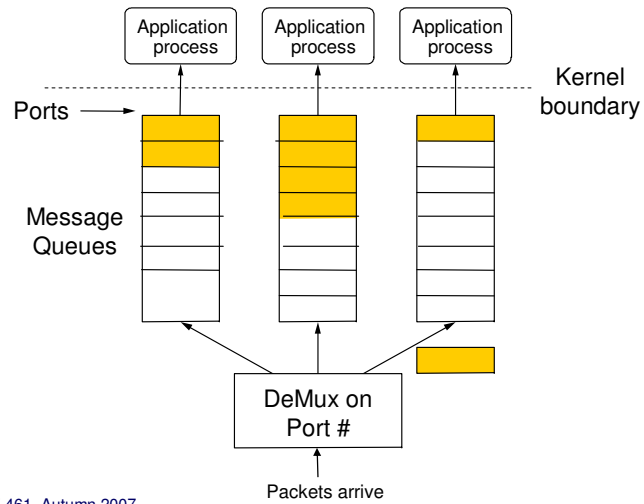 Application
process
Application
process
Application
process
Kernel
boundary
Ports
Message
Queues
DeMux on
Port #
Packets arrive
461, Autumn 2007